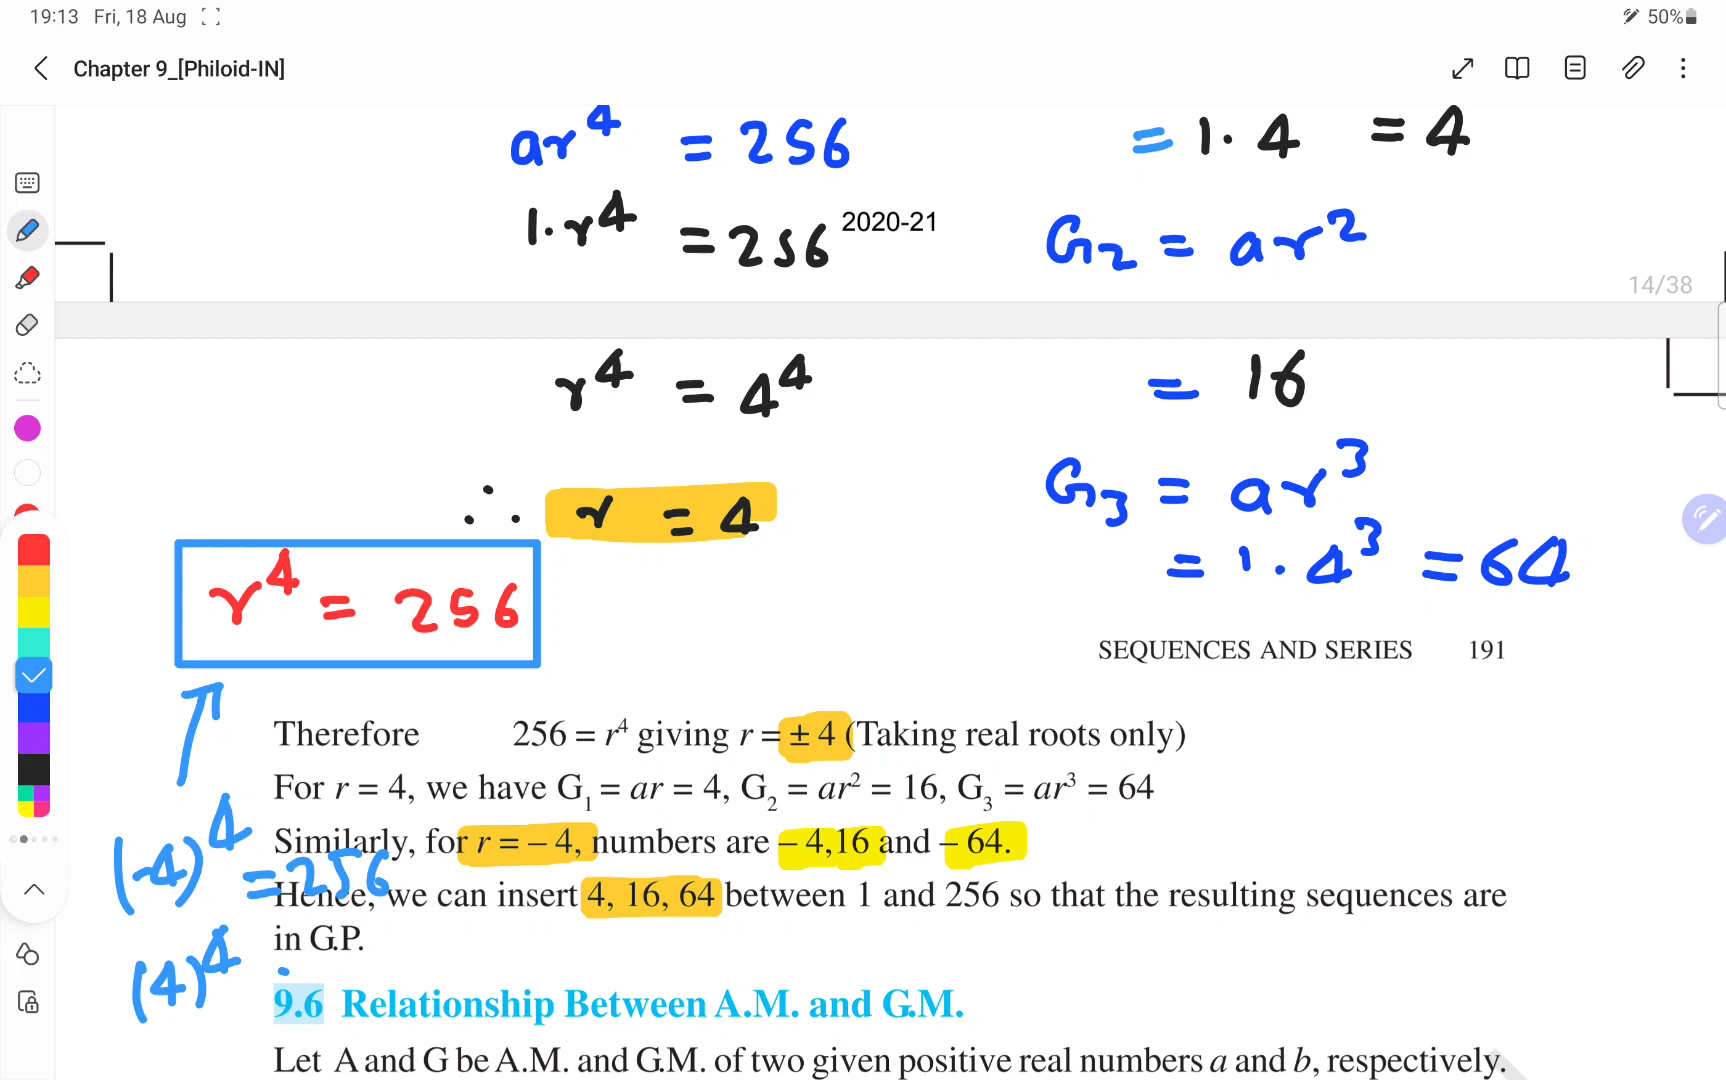 19:13 Fri, 18 Aug
50%
Chapter 9_[Philoid-IN]
ar⁴ = 256
1·r⁴ = 256
2020-21
= 1·4 = 4
G₂ = ar²
14/38
r⁴ = 4⁴
∴ r = 4
= 16
G₃ = ar³
= 1·4³ = 64
r⁴ = 256
SEQUENCES AND SERIES 191
Therefore 256 = r⁴ giving r = ± 4 (Taking real roots only)
For r = 4, we have G₁ = ar = 4, G₂ = ar² = 16, G₃ = ar³ = 64
Similarly, for r = – 4, numbers are – 4,16 and – 64.
Hence, we can insert 4, 16, 64 between 1 and 256 so that the resulting sequences are
in G.P.
(-4)⁴ = 256
(4)⁴
9.6 Relationship Between A.M. and G.M.
Let A and G be A.M. and G.M. of two given positive real numbers a and b, respectively.